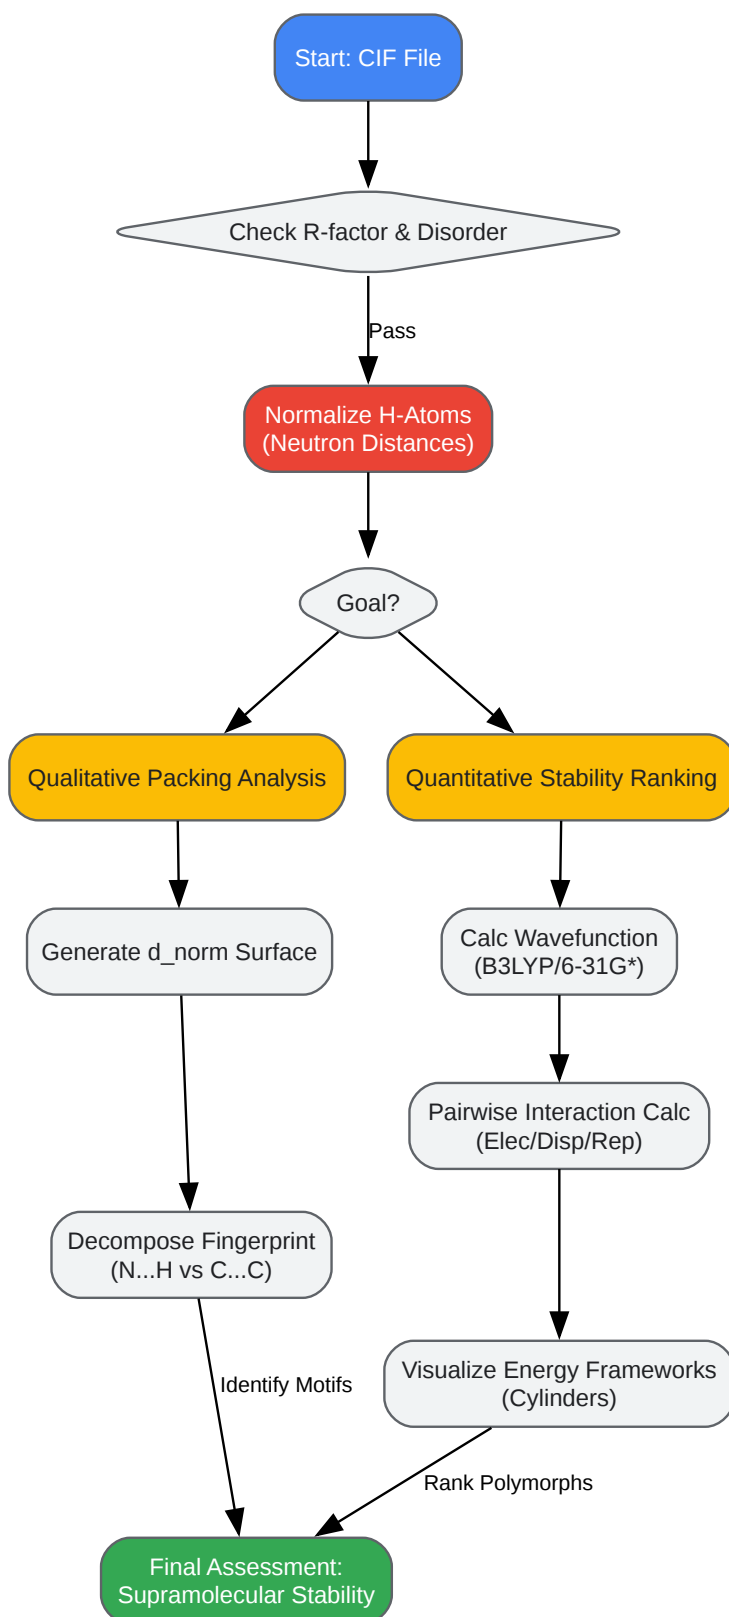 Start: CIF File
Check R-factor & Disorder
Pass
Normalize H-Atoms
(Neutron Distances)
Goal?
Qualitative Packing Analysis
Quantitative Stability Ranking
Generate d_norm Surface
Calc Wavefunction
(B3LYP/6-31G*)
Pairwise Interaction Calc
(Elec/Disp/Rep)
Decompose Fingerprint
(N...H vs C...C)
Visualize Energy Frameworks
(Cylinders)
Identify Motifs
Rank Polymorphs
Final Assessment:
Supramolecular Stability